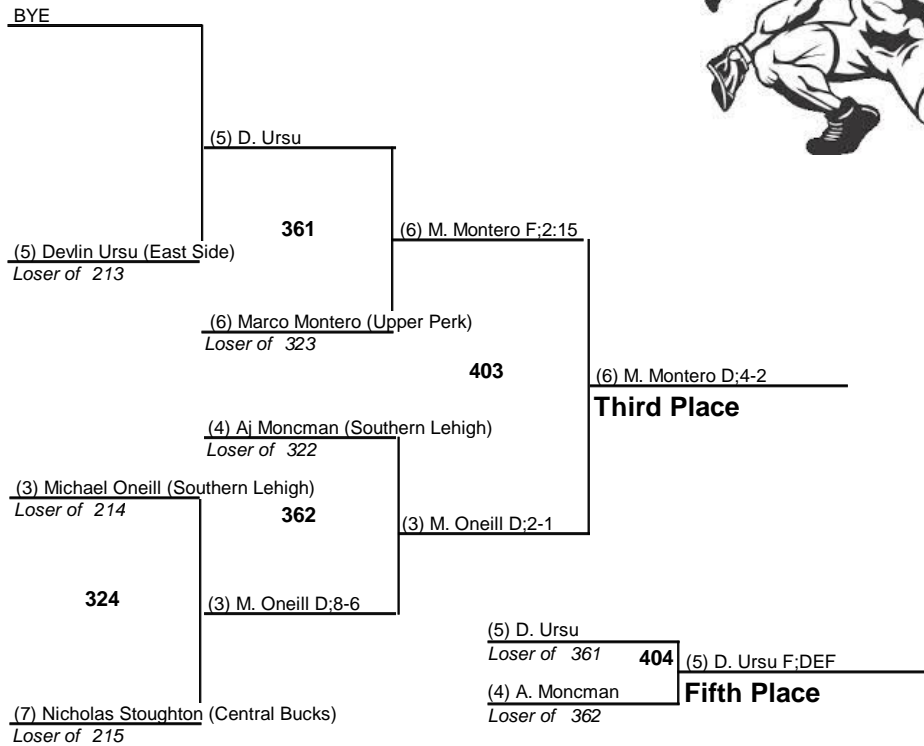 BYE
(5) D. Ursu
361
(6) M. Montero F;2:15
(5) Devlin Ursu (East Side)
Loser of 213
(6) Marco Montero (Upper Perk)
Loser of 323
403
(6) M. Montero D;4-2
Third Place
(4) Aj Moncman (Southern Lehigh)
Loser of 322
(3) Michael Oneill (Southern Lehigh)
Loser of 214
362
(3) M. Oneill D;2-1
324
(3) M. Oneill D;8-6
(5) D. Ursu
Loser of 361
404
(5) D. Ursu F;DEF
Fifth Place
(4) A. Moncman
Loser of 362
(7) Nicholas Stoughton (Central Bucks)
Loser of 215